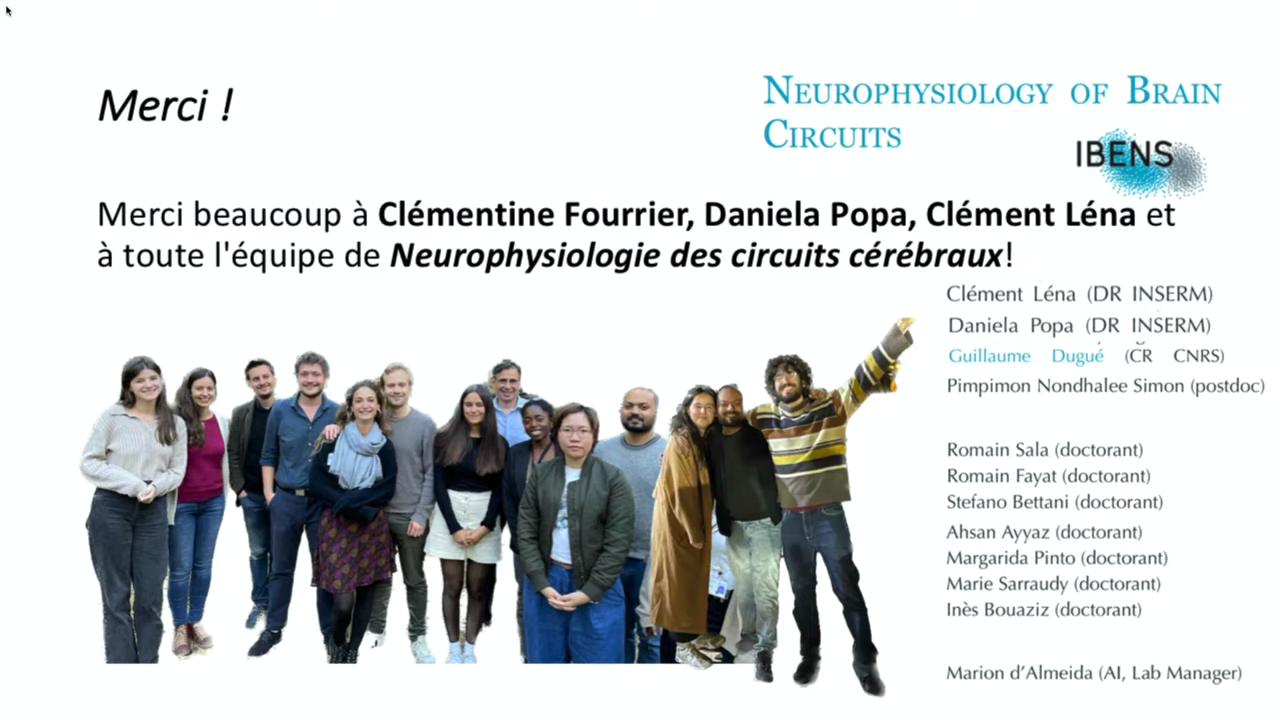 Merci !
NEUROPHYSIOLOGY OF BRAIN
CIRCUITS
IBENS
Merci beaucoup à Clémentine Fourrier, Daniela Popa, Clément Léna et
à toute l'équipe de Neurophysiologie des circuits cérébraux!
Clément Léna (DR INSERM)
Daniela Popa (DR INSERM)
Guillaume Dugué (CR CNRS)
Pimpimon Nondhalee Simon (postdoc)
Romain Sala (doctorant)
Romain Fayat (doctorant)
Stefano Bettani (doctorant)
Ahsan Ayyaz (doctorant)
Margarida Pinto (doctorant)
Marie Sarraudy (doctorant)
Inès Bouaziz (doctorant)
Marion d’Almeida (AI, Lab Manager)